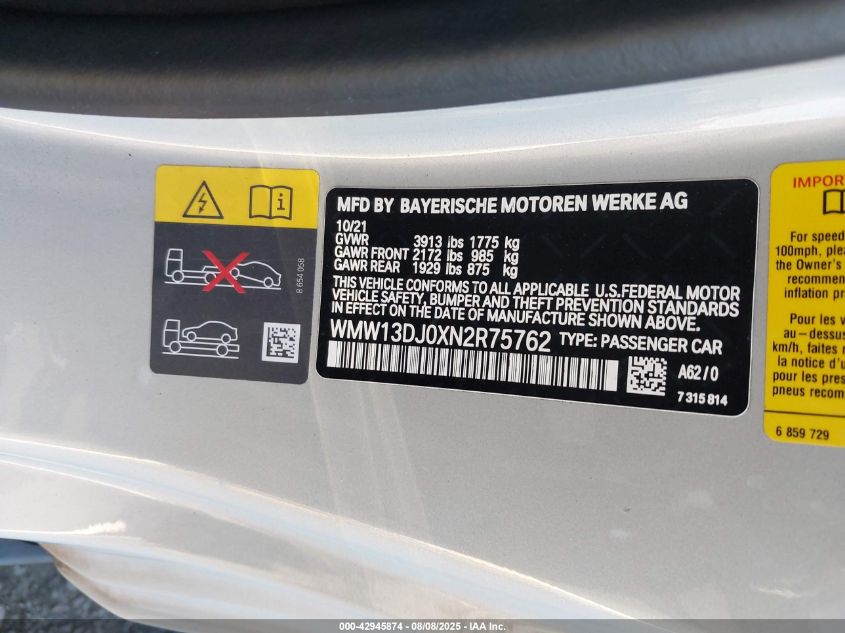 8 654 058
MFD BY BAYERISCHE MOTOREN WERKE AG
10/21
GVWR 3913 lbs 1775 kg
GAWR FRONT 2172 lbs 985 kg
GAWR REAR 1929 lbs 875 kg
THIS VEHICLE CONFORMS TO ALL APPLICABLE U.S.FEDERAL MOTOR
VEHICLE SAFETY, BUMPER AND THEFT PREVENTION STANDARDS
IN EFFECT ON THE DATE OF MANUFACTURE SHOWN ABOVE.
WMW13DJ0XN2R75762 TYPE: PASSENGER CAR
A62/0
7 315 814
IMPOR
For speed
100mph, plea
the Owner's
recommen
inflation pr
Pour les v
au-dessus
km/h, faites r
la notice d'u
pour les pres
pneus recom
6 859 729
000-42945874 | 08/08/2025 | IAA Inc.